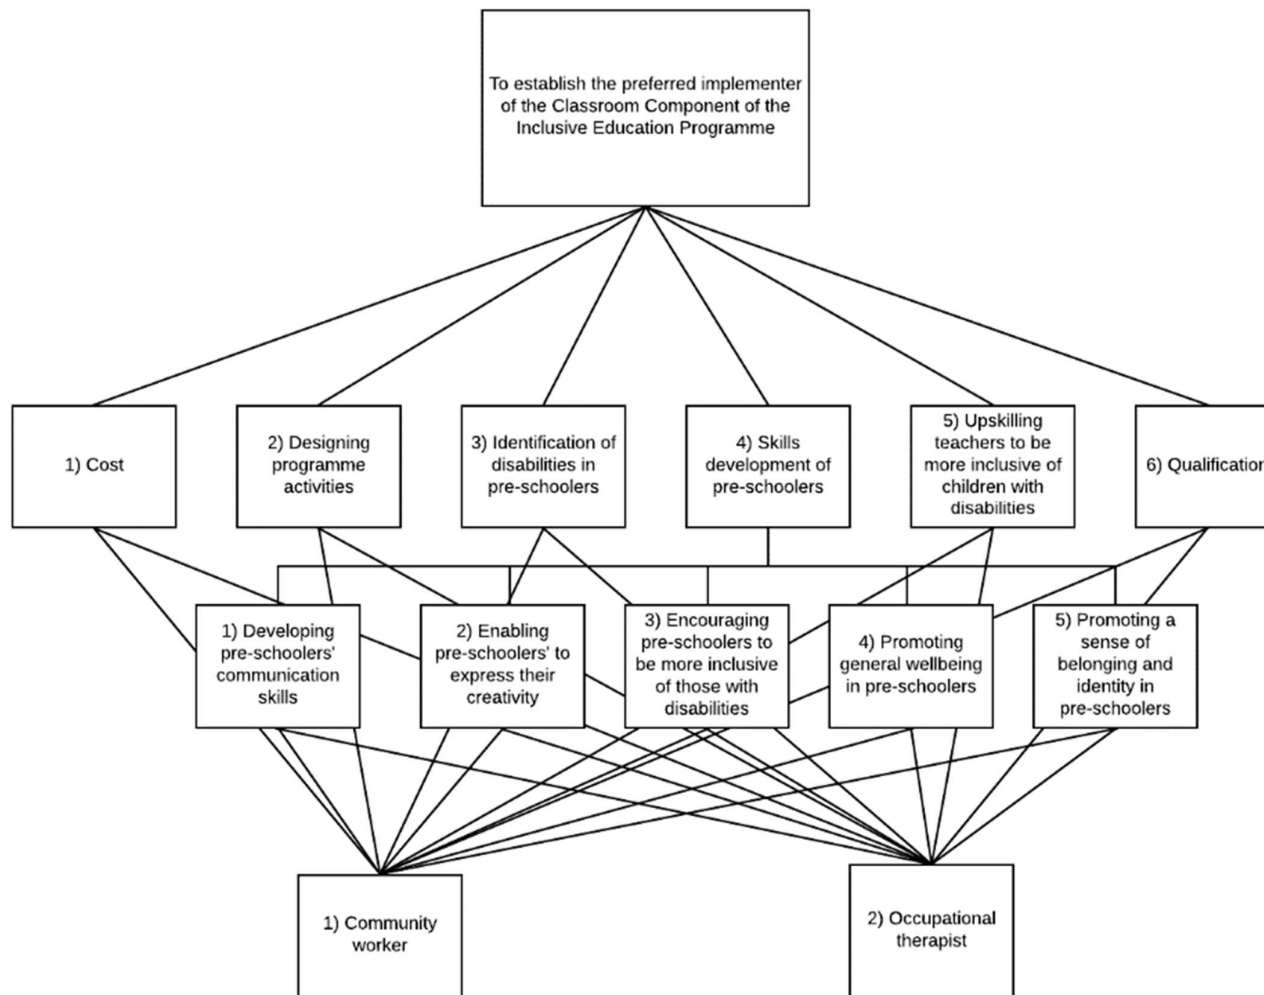 To establish the preferred implementer
of the Classroom Component of the
Inclusive Education Programme
1) Cost
2) Designing
programme
activities
3) Identification of
disabilities in
pre-schoolers
4) Skills
development of
pre-schoolers
5) Upskilling
teachers to be
more inclusive of
children with
disabilities
6) Qualification
1) Developing
pre-schoolers'
communication
skills
2) Enabling
pre-schoolers' to
express their
creativity
3) Encouraging
pre-schoolers to
be more inclusive
of those with
disabilities
4) Promoting
general wellbeing
in pre-schoolers
5) Promoting a
sense of
belonging and
identity in
pre-schoolers
1) Community
worker
2) Occupational
therapist